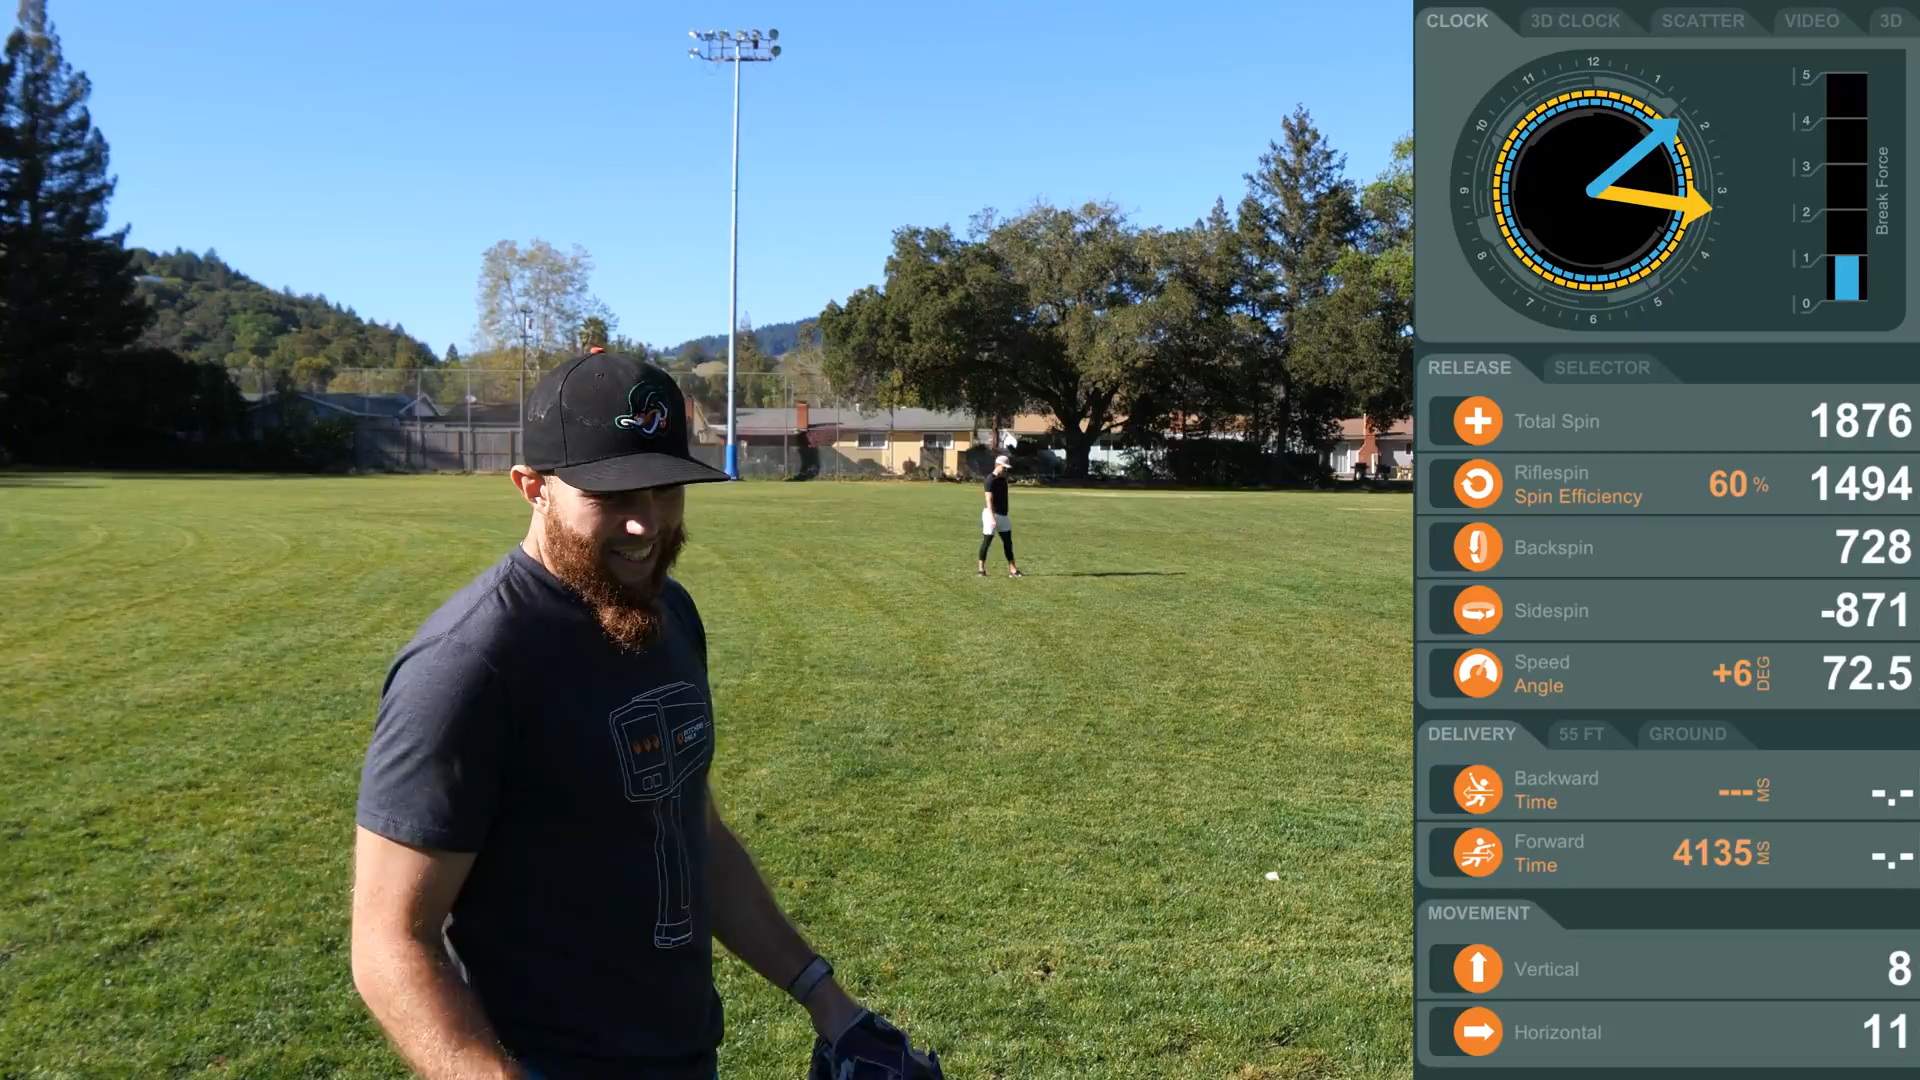 CLOCK 3D CLOCK SCATTER VIDEO 3D
12
11 1
10 2
9 3
8 4
7 5
6
5
4
3
2
1
0
Break Force
RELEASE SELECTOR
Total Spin 1876
Riflespin
Spin Efficiency 60 % 1494
Backspin 728
Sidespin -871
Speed
Angle +6 DEG 72.5
DELIVERY 55 FT GROUND
Backward
Time --- MS -.-
Forward
Time 4135 MS -.-
MOVEMENT
Vertical 8
Horizontal 11
PITCHING
ONLY